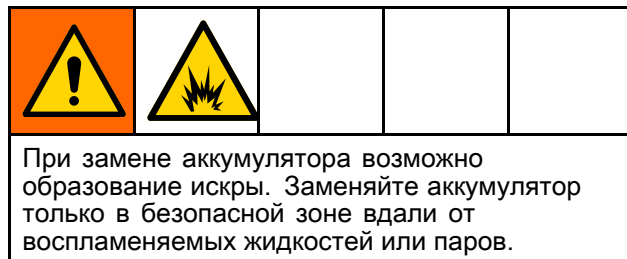 При замене аккумулятора возможно
образование искры. Заменяйте аккумулятор
только в безопасной зоне вдали от
воспламеняемых жидкостей или паров.